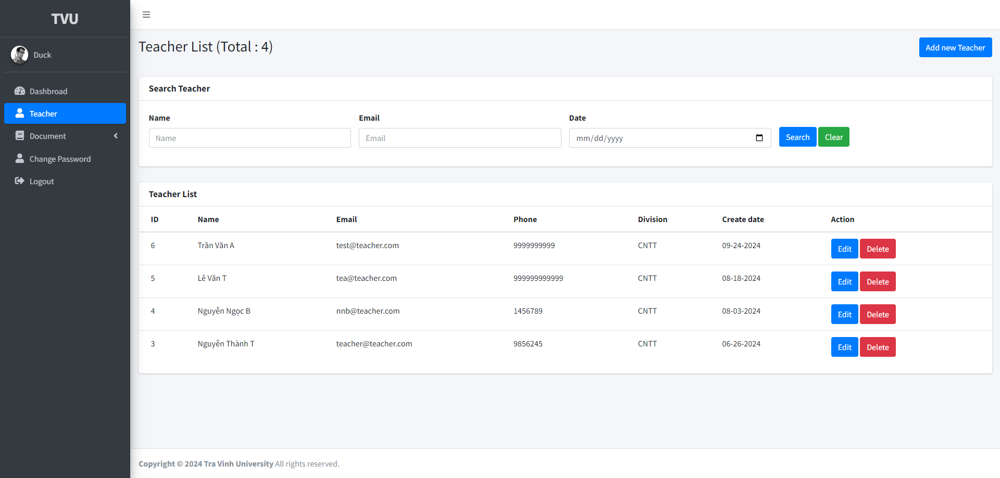 TVU
Duck
Dashbroad
Teacher
Document
Change Password
Logout
Teacher List (Total : 4)
Add new Teacher
Search Teacher
Name Email Date
Name Email mm/dd/yyyy Search Clear
Teacher List
ID Name Email Phone Division Create date Action
6 Trần Văn A test@teacher.com 9999999999 CNTT 09-24-2024 Edit Delete
5 Lê Văn T tea@teacher.com 999999999999 CNTT 08-18-2024 Edit Delete
4 Nguyễn Ngọc B nnb@teacher.com 1456789 CNTT 08-03-2024 Edit Delete
3 Nguyễn Thành T teacher@teacher.com 9856245 CNTT 06-26-2024 Edit Delete
Copyright © 2024 Tra Vinh University All rights reserved.